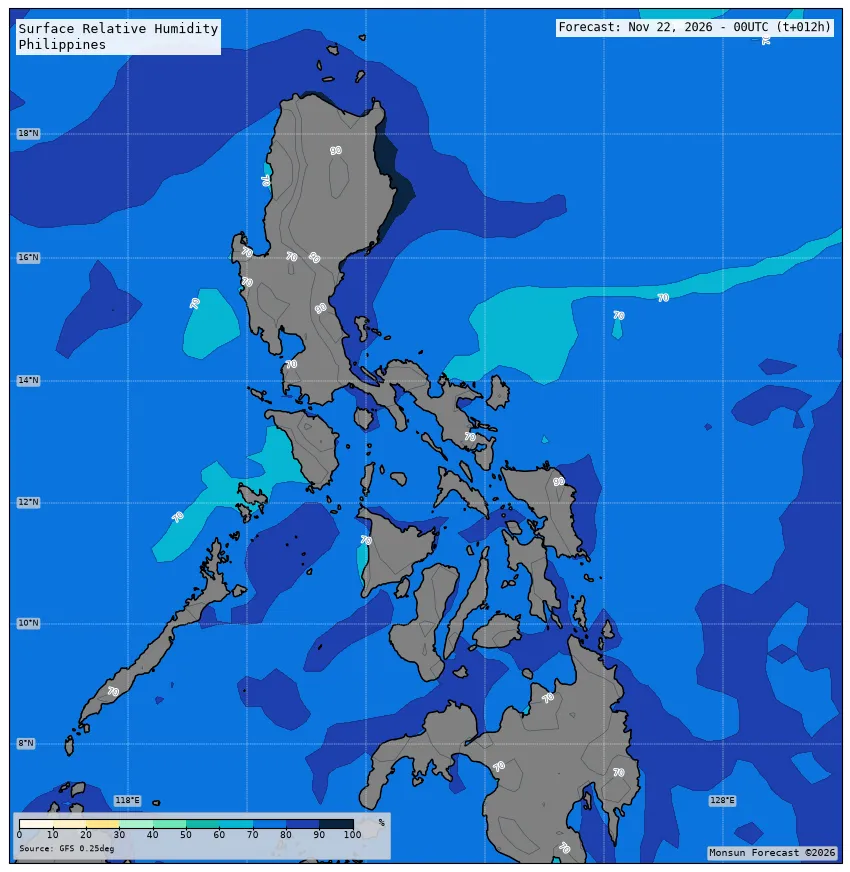 Surface Relative Humidity
Philippines
Forecast: Nov 22, 2026 - 00UTC (t+012h)
70
18°N
90
70
16°N
70
70
90
70
70
70
70
90
70
14°N
70
70
90
12°N
70
70
10°N
70
70
8°N
70
70
118°E
128°E
0 10 20 30 40 50 60 70 80 90 100 %
70
Source: GFS 0.25deg
Monsun Forecast ©2026